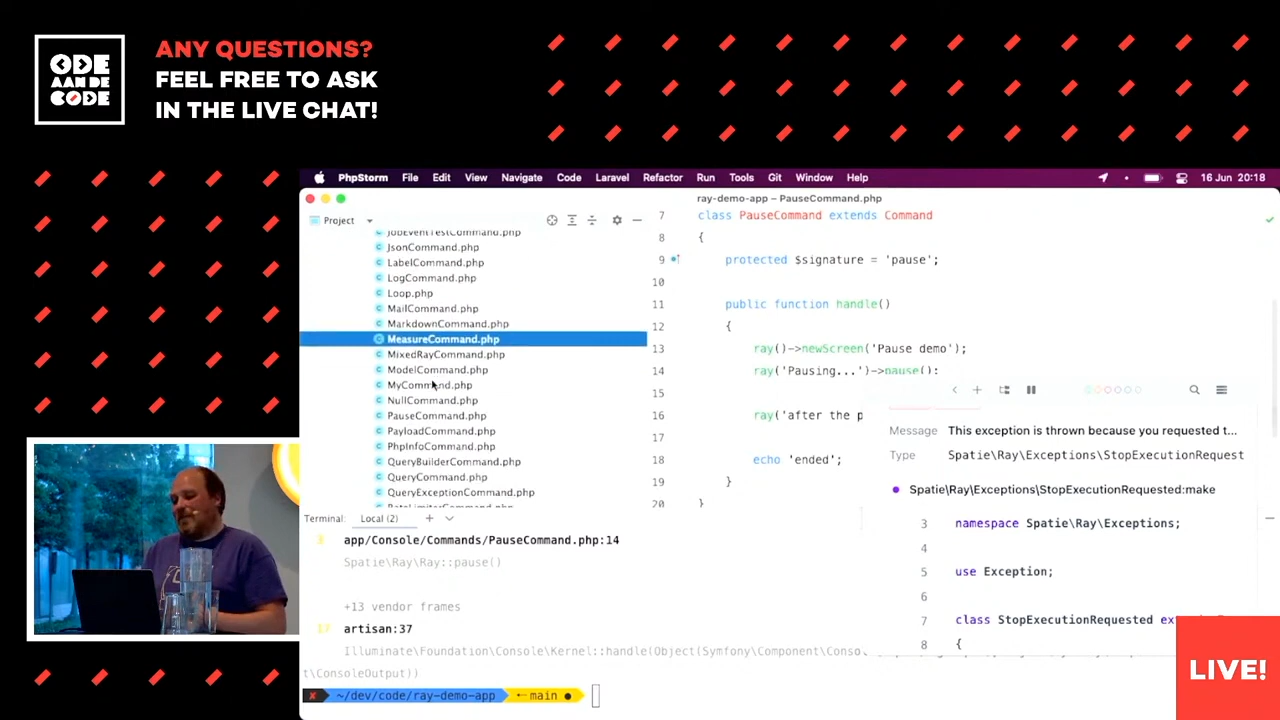 ODE
AAN DE
CODE
ANY QUESTIONS?
FEEL FREE TO ASK
IN THE LIVE CHAT!
PhpStorm File Edit View Navigate Code Laravel Refactor Run Tools Git Window Help 16 Jun 20:18
ray-demo-app – PauseCommand.php
Project
JobEventTestCommand.php
JsonCommand.php
LabelCommand.php
LogCommand.php
Loop.php
MailCommand.php
MarkdownCommand.php
MeasureCommand.php
MixedRayCommand.php
ModelCommand.php
MyCommand.php
NullCommand.php
PauseCommand.php
PayloadCommand.php
PhpInfoCommand.php
QueryBuilderCommand.php
QueryCommand.php
QueryExceptionCommand.php
7 class PauseCommand extends Command
8 {
9 protected $signature = 'pause';
10
11 public function handle()
12 {
13 ray()->newScreen('Pause demo');
14 ray('Pausing...')->pause();
15
16 ray('after the p
17
18 echo 'ended';
19 }
20 }
Message This exception is thrown because you requested t...
Type Spatie\Ray\Exceptions\StopExecutionRequest
Spatie\Ray\Exceptions\StopExecutionRequested:make
3 namespace Spatie\Ray\Exceptions;
4
5 use Exception;
6
7 class StopExecutionRequested
8 {
Terminal: Local (2)
app/Console/Commands/PauseCommand.php:14
Spatie\Ray\Ray::pause()
+13 vendor frames
artisan:37
Illuminate\Foundation\Console\Kernel::handle(Object(Symfony\Component\Conso
t\ConsoleOutput))
✘ ~/dev/code/ray-demo-app main ●
LIVE!